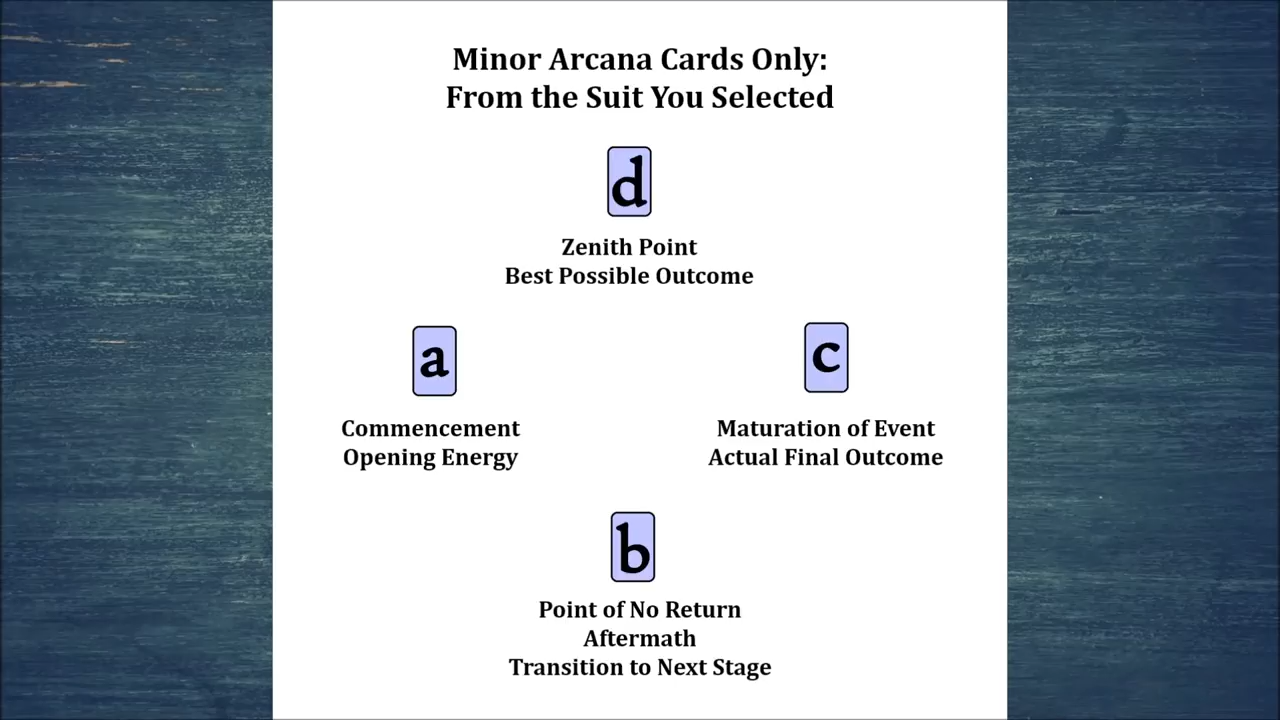 Minor Arcana Cards Only:
From the Suit You Selected
d
Zenith Point
Best Possible Outcome
a
Commencement
Opening Energy
c
Maturation of Event
Actual Final Outcome
b
Point of No Return
Aftermath
Transition to Next Stage